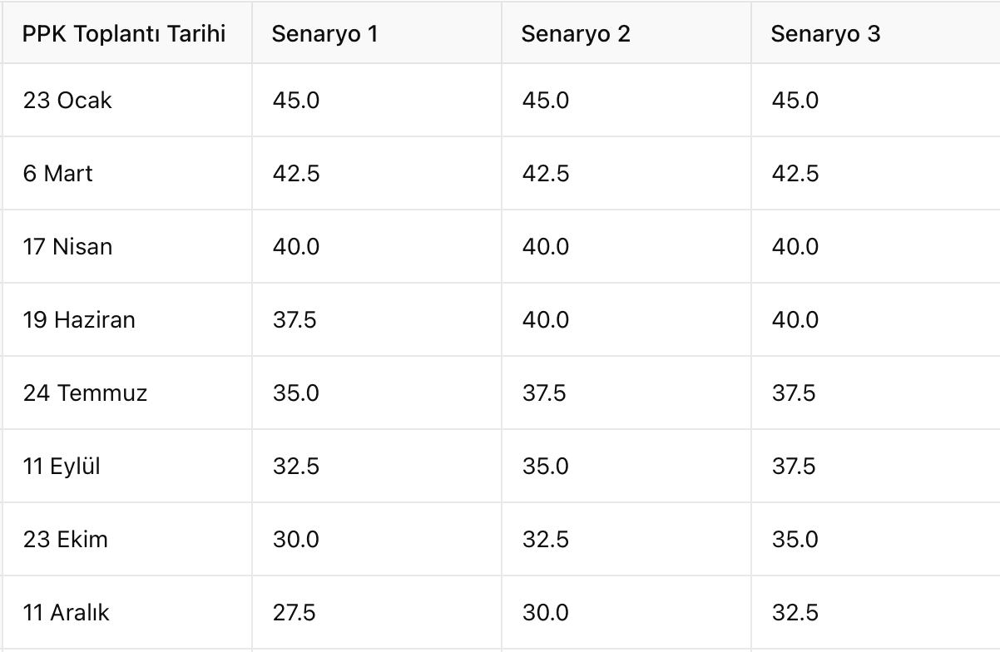 PPK Toplantı Tarihi Senaryo 1 Senaryo 2 Senaryo 3
23 Ocak 45.0 45.0 45.0
6 Mart 42.5 42.5 42.5
17 Nisan 40.0 40.0 40.0
19 Haziran 37.5 40.0 40.0
24 Temmuz 35.0 37.5 37.5
11 Eylül 32.5 35.0 37.5
23 Ekim 30.0 32.5 35.0
11 Aralık 27.5 30.0 32.5